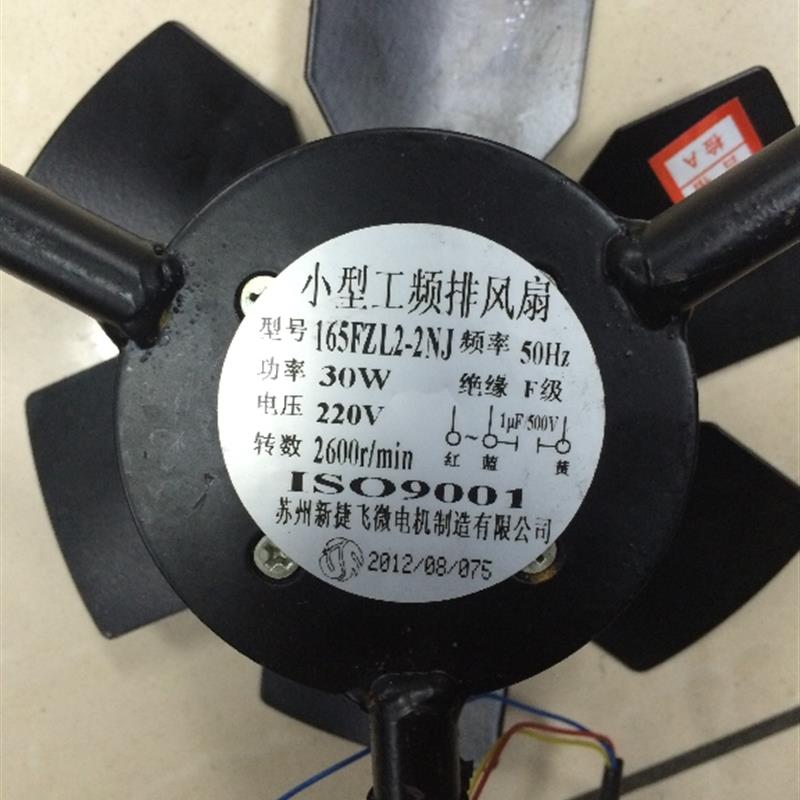 小型工频排风扇
型号 165FZL2-2NJ 频率 50Hz
功率 30W 绝缘 F级
电压 220V 1μF/500V
转数 2600r/min 红 ~ 蓝 黄
ISO9001
苏州新捷飞微电机制造有限公司
2012/08/075
检A